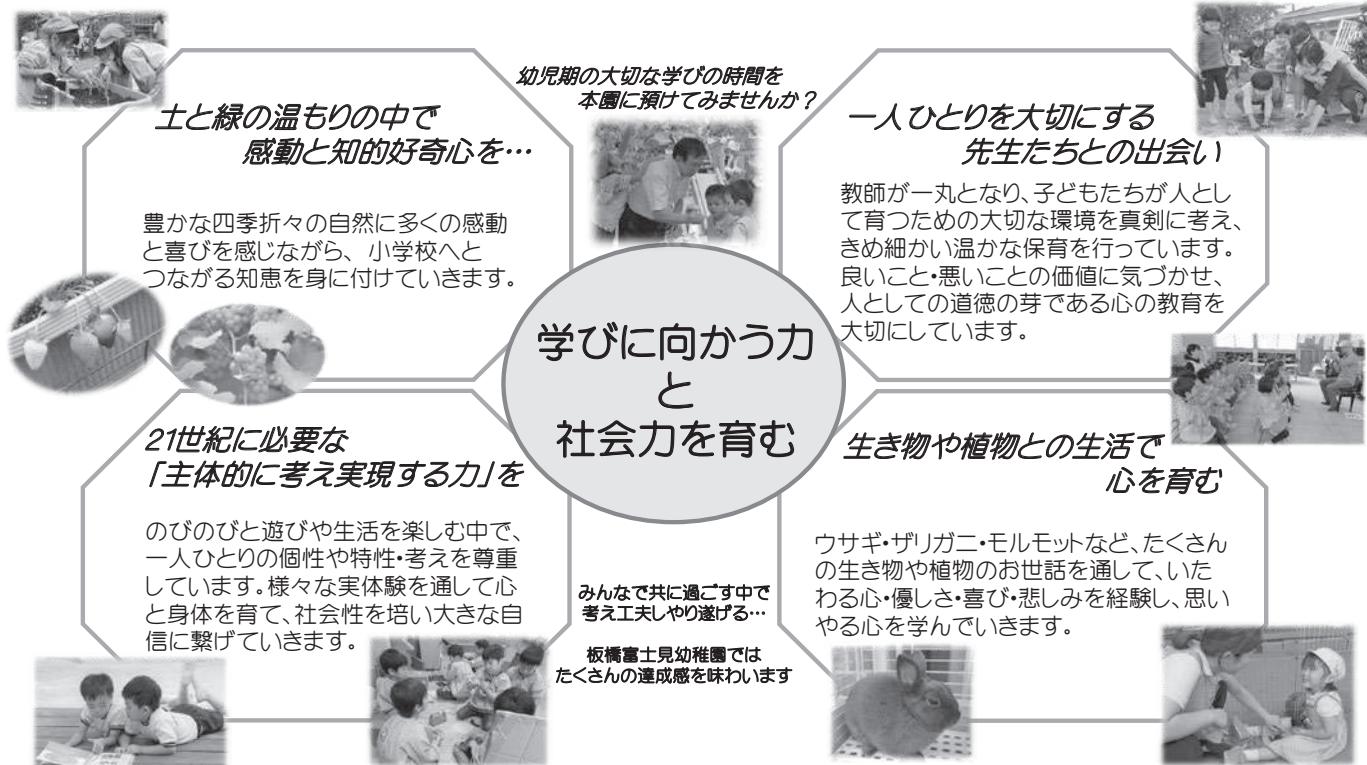 幼児期の大切な学びの時間を
本園に預けてみませんか？
土と緑の温もりの中で
感動と知的好奇心を…
豊かな四季折々の自然に多くの感動
と喜びを感じながら、小学校へと
つながる知恵を身に付けていきます。
一人ひとりを大切にする
先生たちとの出会い
教師が一丸となり、子どもたちが人とし
て育つための大切な環境を真剣に考え、
きめ細かい温かな保育を行っています。
良いこと・悪いことの価値に気づかせ、
人としての道徳の芽である心の教育を
大切にしています。
学びに向かう力
と
社会力を育む
21世紀に必要な
「主体的に考え実現する力」を
のびのびと遊びや生活を楽しむ中で、
一人ひとりの個性や特性・考えを尊重
しています。様々な実体験を通して心
と身体を育て、社会性を培い大きな自
信に繋げていきます。
生き物や植物との生活で
心を育む
ウサギ・ザリガニ・モルモットなど、たくさん
の生き物や植物のお世話を通して、いた
わる心・優しさ・喜び・悲しみを経験し、思い
やる心を学んでいきます。
みんなで共に過ごす中で
考え工夫しやり遂げる…
板橋富士見幼稚園では
たくさんの達成感を味わいます